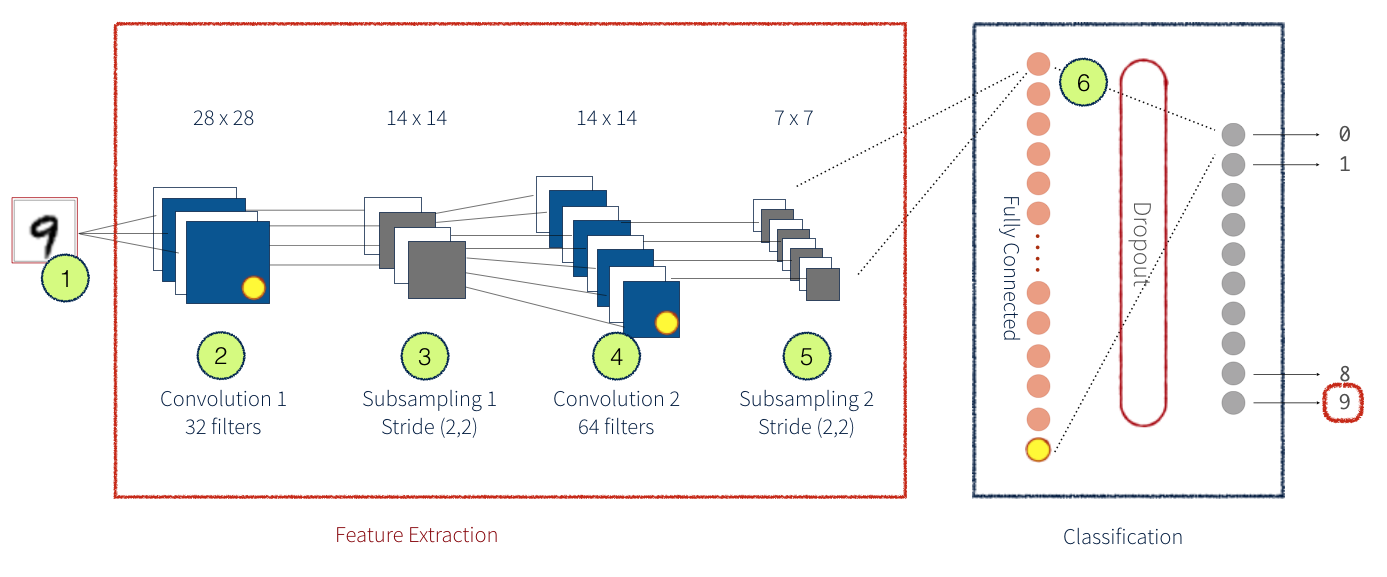 28 x 28
14 x 14
14 x 14
7 x 7
9
1
2
3
4
5
6
Convolution 1
32 filters
Subsampling 1
Stride (2,2)
Convolution 2
64 filters
Subsampling 2
Stride (2,2)
Feature Extraction
Fully Connected
Dropout
0
1
8
9
Classification